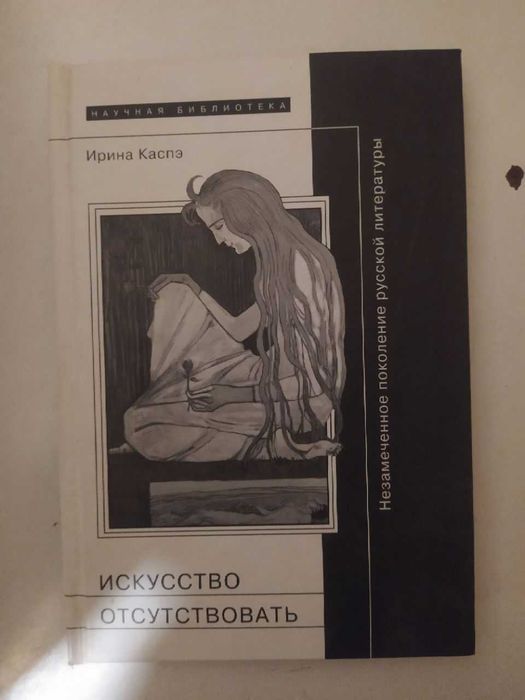 НАУЧНАЯ БИБЛИОТЕКА
Ирина Каспэ
Незамеченное поколение русской литературы
ИСКУССТВО
ОТСУТСТВОВАТЬ